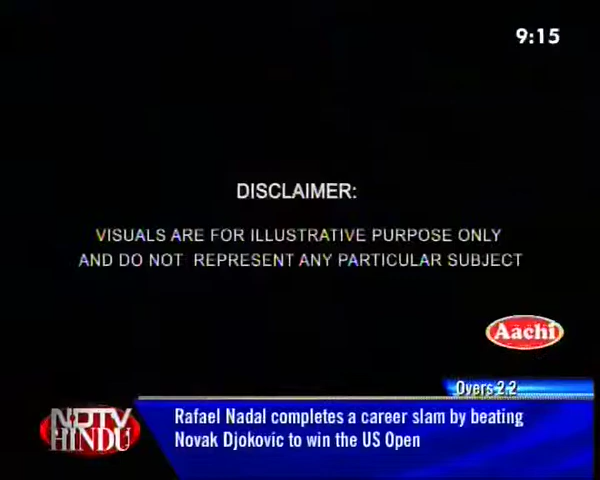 9:15
DISCLAIMER:
VISUALS ARE FOR ILLUSTRATIVE PURPOSE ONLY
AND DO NOT REPRESENT ANY PARTICULAR SUBJECT
Aachi
Overs 2.2
NDTV
HINDU
Rafael Nadal completes a career slam by beating
Novak Djokovic to win the US Open